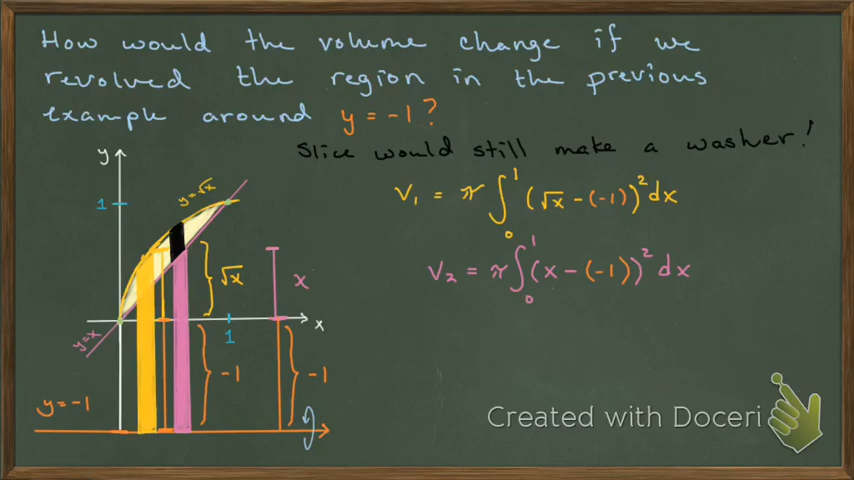 How would the volume change if we
revolved the region in the previous
example around y = -1?
Slice would still make a washer!
y
y=√x
1
√x
x
x
1
y=x
-1
-1
y=-1
V₁ = π ∫₀¹ (√x - (-1))² dx
V₂ = π ∫₀¹ (x - (-1))² dx
Created with Doceri